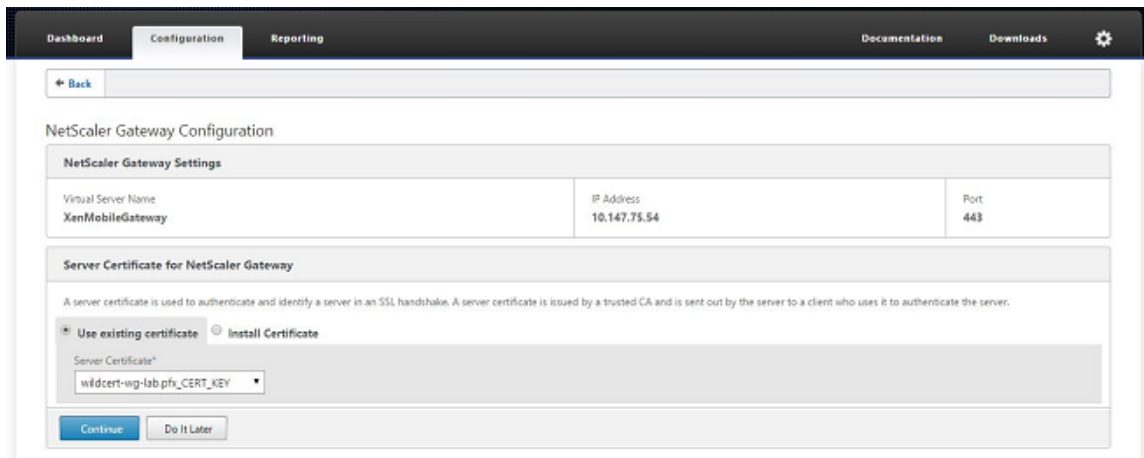 Dashboard Configuration Reporting Documentation Downloads
Back
NetScaler Gateway Configuration
NetScaler Gateway Settings
Virtual Server Name IP Address Port
XenMobileGateway 10.147.75.54 443
Server Certificate for NetScaler Gateway
A server certificate is used to authenticate and identify a server in an SSL handshake. A server certificate is issued by a trusted CA and is sent out by the server to a client who uses it to authenticate the server.
Use existing certificate Install Certificate
Server Certificate*
wildcert-wg-lab.pfx_CERT_KEY
Continue Do It Later